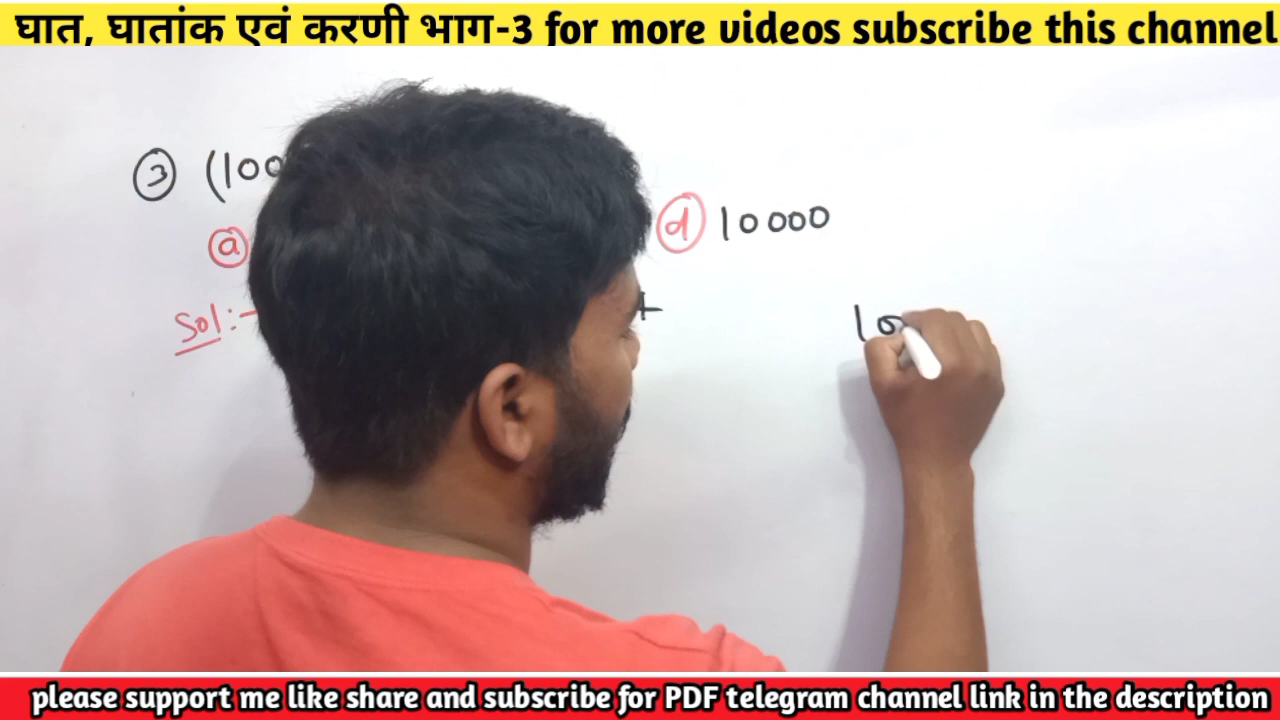 घात, घातांक एवं करणी भाग-3 for more videos subscribe this channel
3 (100
a d 10000
Sol:- +
10
please support me like share and subscribe for PDF telegram channel link in the description